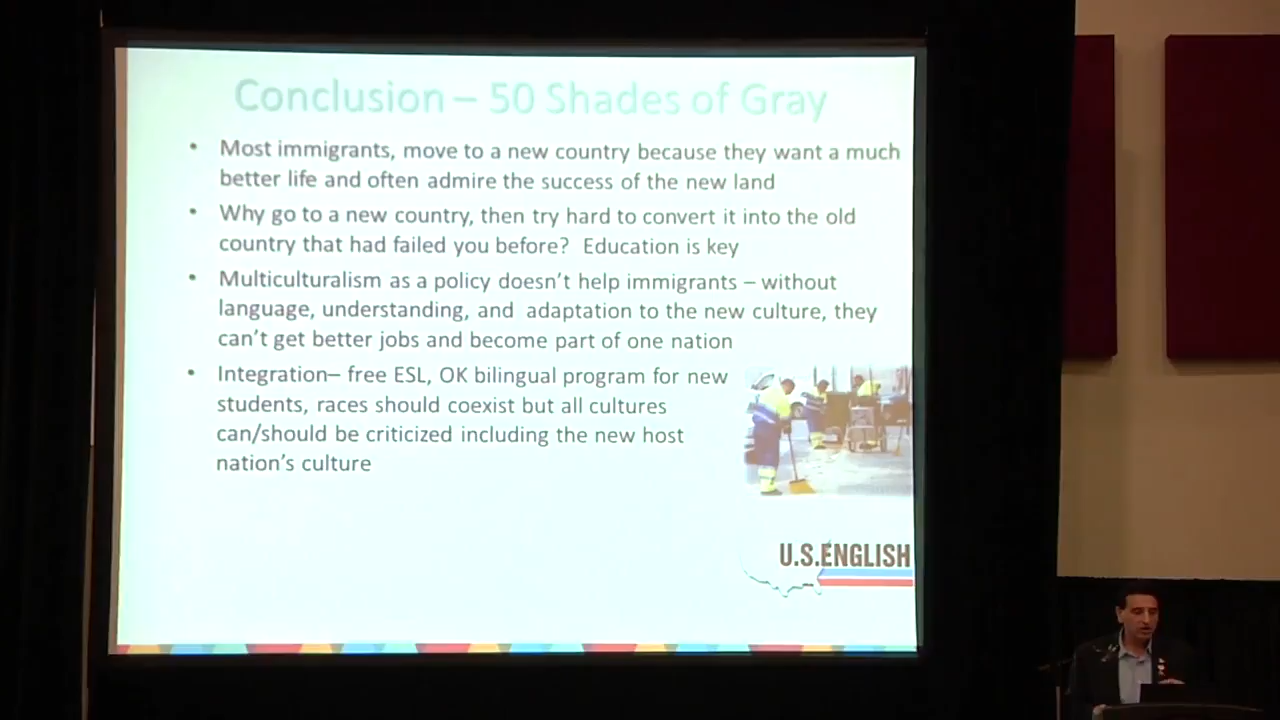 Conclusion – 50 Shades of Gray
• Most immigrants, move to a new country because they want a much
better life and often admire the success of the new land
• Why go to a new country, then try hard to convert it into the old
country that had failed you before?  Education is key
• Multiculturalism as a policy doesn't help immigrants – without
language, understanding, and  adaptation to the new culture, they
can't get better jobs and become part of one nation
• Integration– free ESL, OK bilingual program for new
students, races should coexist but all cultures
can/should be criticized including the new host
nation's culture
U.S.ENGLISH